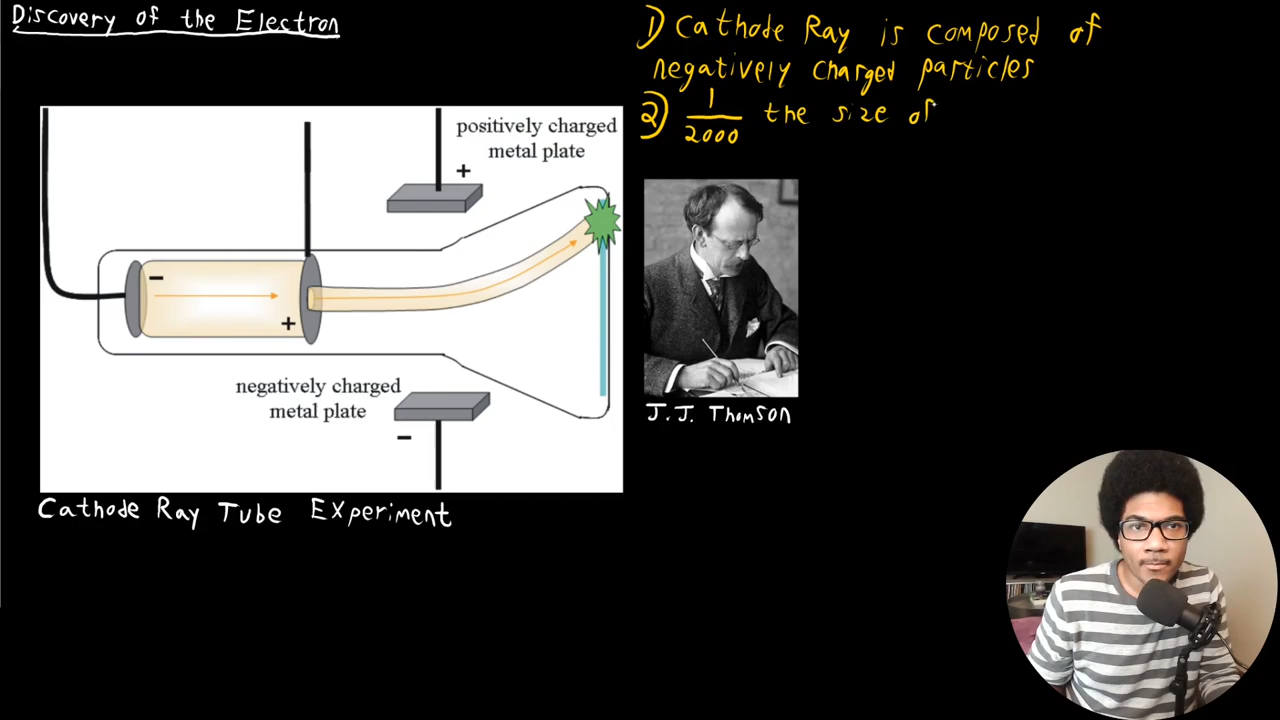 Discovery of the Electron
1) Cathode Ray is composed of
negatively charged particles
2) 1/2000 the size of
positively charged
metal plate
+
−
+
negatively charged
metal plate
−
J.J. Thomson
Cathode Ray Tube Experiment